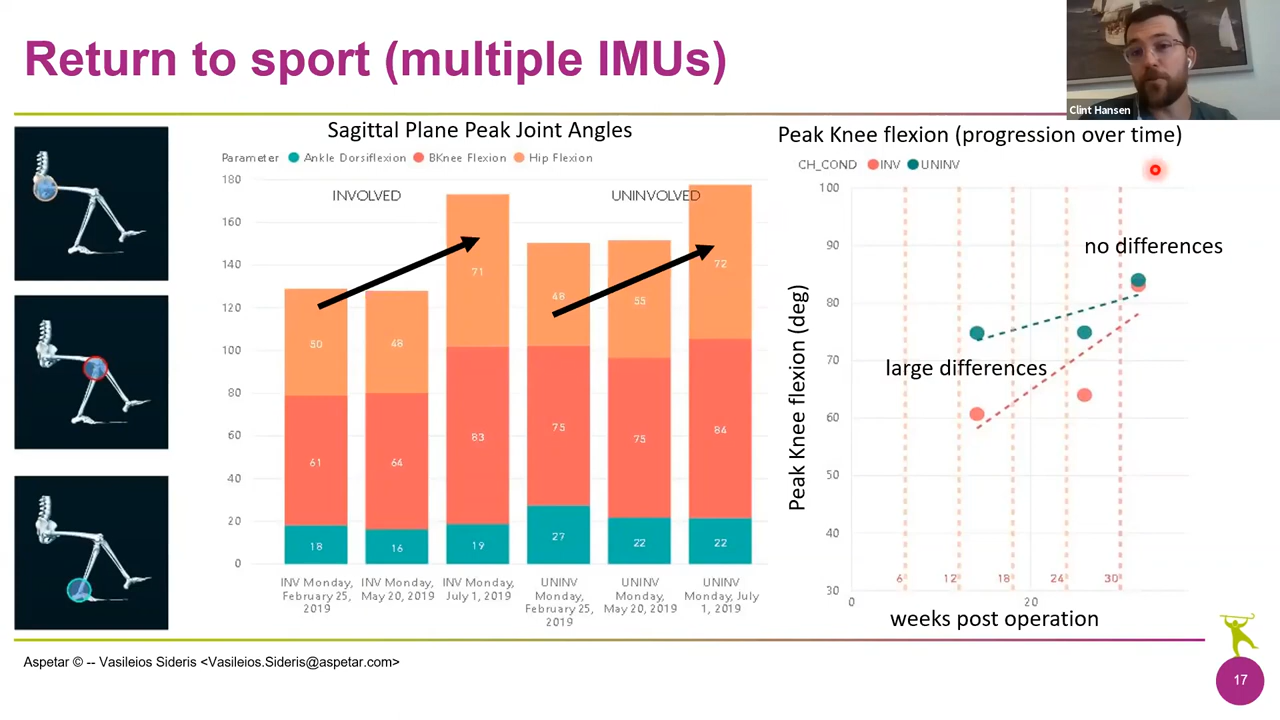 Return to sport (multiple IMUs)
Clint Hansen
Sagittal Plane Peak Joint Angles
Parameter Ankle Dorsiflexion BKnee Flexion Hip Flexion
180
160
140
120
100
80
60
40
20
0
INVOLVED
UNINVOLVED
50
61
18
48
64
16
71
83
19
48
75
27
55
75
22
72
84
22
INV Monday,
February 25,
2019
INV Monday,
May 20, 2019
INV Monday,
July 1, 2019
UNINV
Monday,
February 25,
2019
UNINV
Monday,
May 20, 2019
UNINV
Monday, July
1, 2019
Peak Knee flexion (progression over time)
CH_COND INV UNINV
Peak Knee flexion (deg)
100
90
80
70
60
50
40
30
no differences
large differences
6 12 18 24 30
0 20
weeks post operation
Aspetar © -- Vasileios Sideris <Vasileios.Sideris@aspetar.com>
17